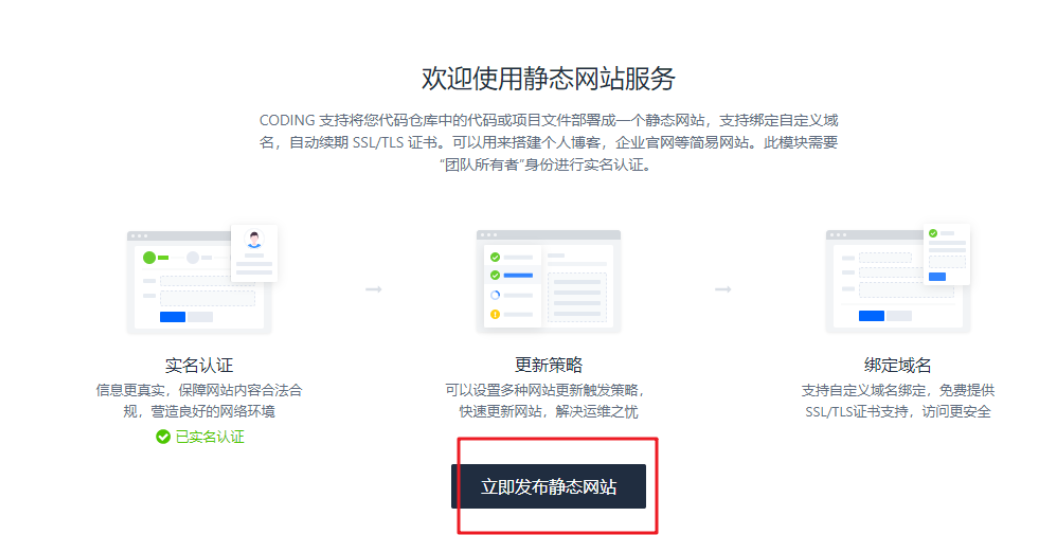 欢迎使用静态网站服务
CODING 支持将您代码仓库中的代码或项目文件部署成一个静态网站，支持绑定自定义域
名，自动续期 SSL/TLS 证书。可以用来搭建个人博客，企业官网等简易网站。此模块需要
“团队所有者”身份进行实名认证。
实名认证
信息更真实，保障网站内容合法合
规，营造良好的网络环境
已实名认证
更新策略
可以设置多种网站更新触发策略，
快速更新网站，解决运维之忧
绑定域名
支持自定义域名绑定，免费提供
SSL/TLS证书支持，访问更安全
立即发布静态网站